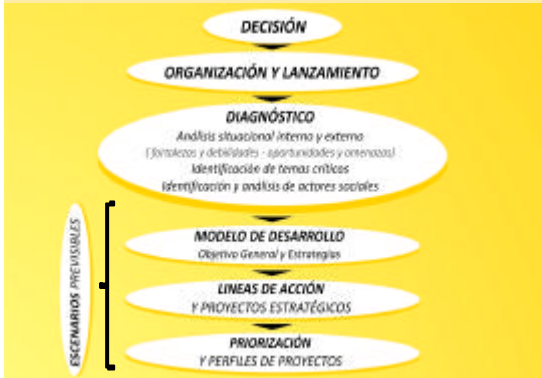 DECISIÓN
ORGANIZACIÓN Y LANZAMIENTO
DIAGNÓSTICO
Análisis situacional interno y externo
(fortalezas y debilidades - oportunidades y amenazas)
Identificación de temas críticos
Identificación y análisis de actores sociales
MODELO DE DESARROLLO
Objetivo General y Estrategias
LINEAS DE ACCIÓN
Y PROYECTOS ESTRATÉGICOS
PRIORIZACIÓN
Y PERFILES DE PROYECTOS
ESCENARIOS PREVISIBLES